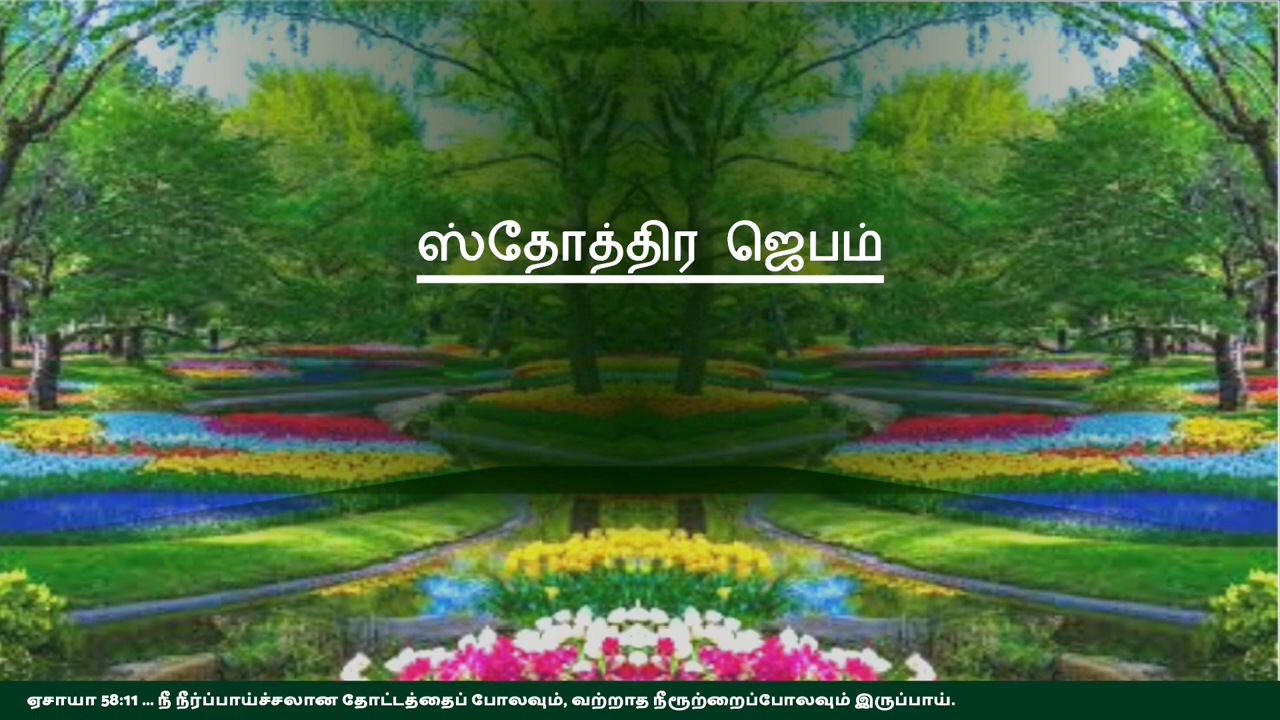 ஸ்தோத்திர ஜெபம்
ஏசாயா 58:11 ... நீ நீர்ப்பாய்ச்சலான தோட்டத்தைப் போலவும், வற்றாத நீரூற்றைப்போலவும் இருப்பாய்.